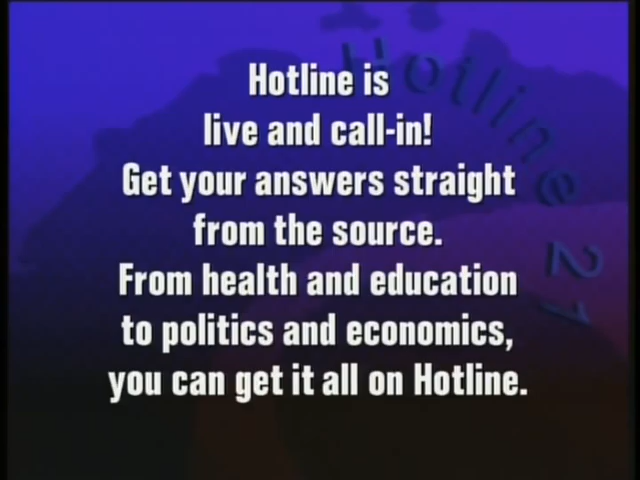 Hotline is
live and call-in!
Get your answers straight
from the source.
From health and education
to politics and economics,
you can get it all on Hotline.
Hotline 21